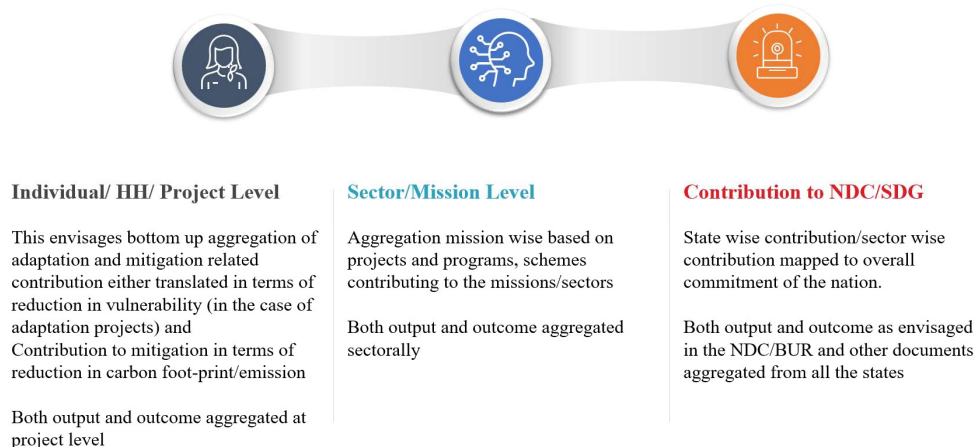 Individual/ HH/ Project Level
This envisages bottom up aggregation of
adaptation and mitigation related
contribution either translated in terms of
reduction in vulnerability (in the case of
adaptation projects) and
Contribution to mitigation in terms of
reduction in carbon foot-print/emission
Both output and outcome aggregated at
project level
Sector/Mission Level
Aggregation mission wise based on
projects and programs, schemes
contributing to the missions/sectors
Both output and outcome aggregated
sectorally
Contribution to NDC/SDG
State wise contribution/sector wise
contribution mapped to overall
commitment of the nation.
Both output and outcome as envisaged
in the NDC/BUR and other documents
aggregated from all the states